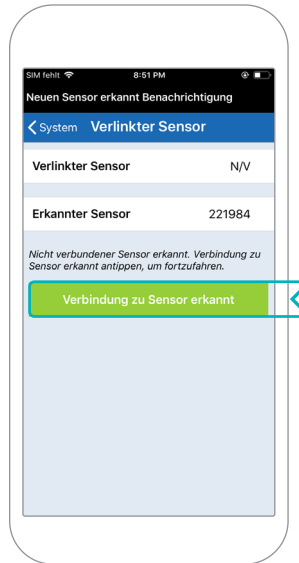 SIM fehlt 8:51 PM
Neuen Sensor erkannt Benachrichtigung
System Verlinkter Sensor
Verlinkter Sensor N/V
Erkannter Sensor 221984
Nicht verbundener Sensor erkannt. Verbindung zu
Sensor erkannt antippen, um fortzufahren.
Verbindung zu Sensor erkannt